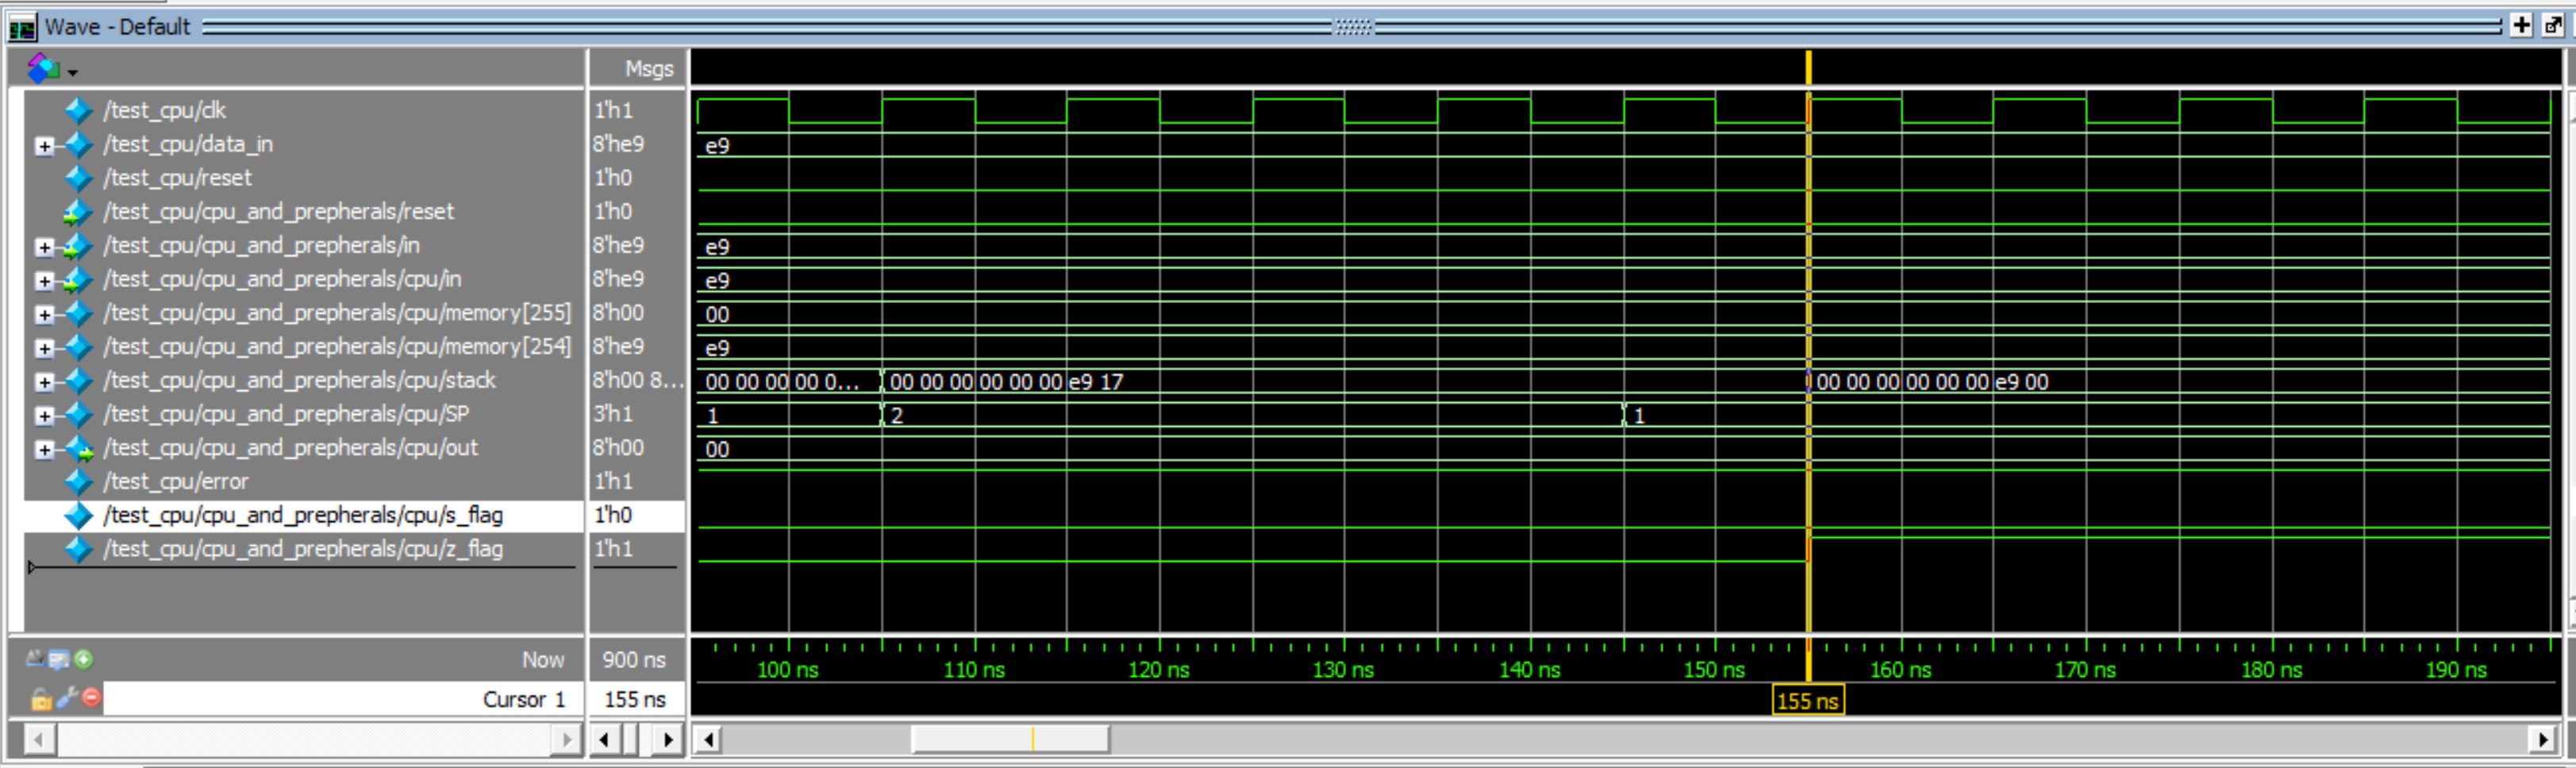 Wave - Default
Msgs
/test_cpu/clk 1'h1
/test_cpu/data_in 8'he9 e9
/test_cpu/reset 1'h0
/test_cpu/cpu_and_prepherals/reset 1'h0
/test_cpu/cpu_and_prepherals/in 8'he9 e9
/test_cpu/cpu_and_prepherals/cpu/in 8'he9 e9
/test_cpu/cpu_and_prepherals/cpu/memory[255] 8'h00 00
/test_cpu/cpu_and_prepherals/cpu/memory[254] 8'he9 e9
/test_cpu/cpu_and_prepherals/cpu/stack 8'h00 8... 00 00 00 00 0... 00 00 00 00 00 00 e9 17 00 00 00 00 00 00 e9 00
/test_cpu/cpu_and_prepherals/cpu/SP 3'h1 1 2 1
/test_cpu/cpu_and_prepherals/cpu/out 8'h00 00
/test_cpu/error 1'h1
/test_cpu/cpu_and_prepherals/cpu/s_flag 1'h0
/test_cpu/cpu_and_prepherals/cpu/z_flag 1'h1
Now 900 ns 100 ns 110 ns 120 ns 130 ns 140 ns 150 ns 160 ns 170 ns 180 ns 190 ns
Cursor 1 155 ns 155 ns